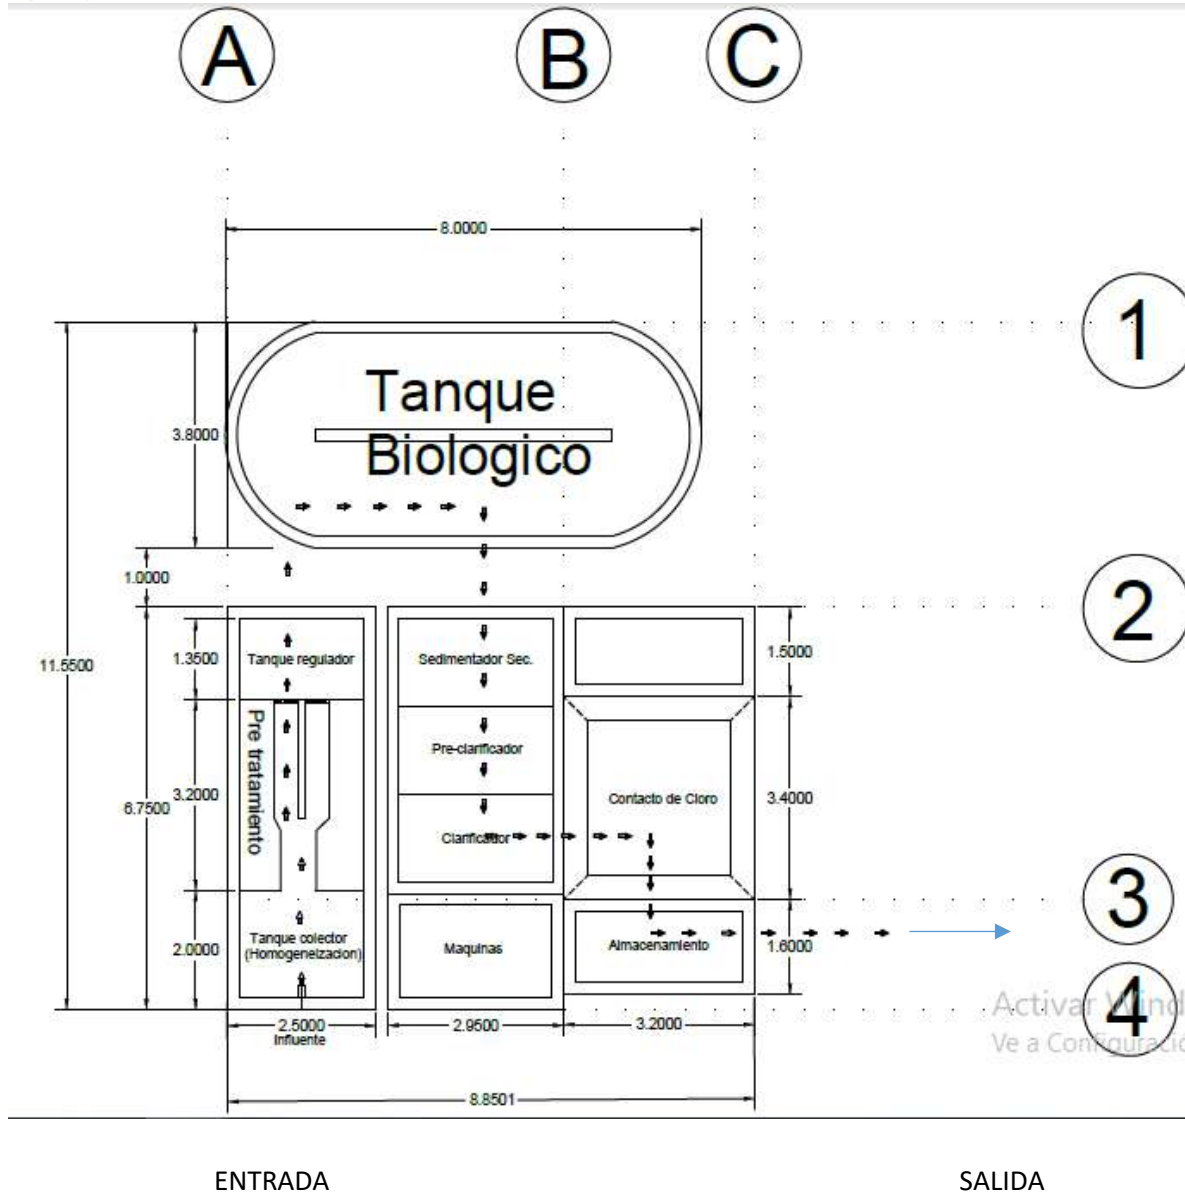 A
B
C
8.0000
1
Tanque
Biologico
3.8000
1.0000
2
1.3500
Tanque regulador
Sedimentador Sec.
1.5000
11.5500
Pre tratamiento
Pre-clarificador
3.2000
6.7500
Contacto de Cloro
3.4000
Clarificador
3
2.0000
Tanque colector
(Homogeneizacion)
Maquinas
Almacenamiento
1.6000
4
Activar Wind
Ve a Configuració
2.5000
2.9500
3.2000
Influente
8.8501
ENTRADA
SALIDA